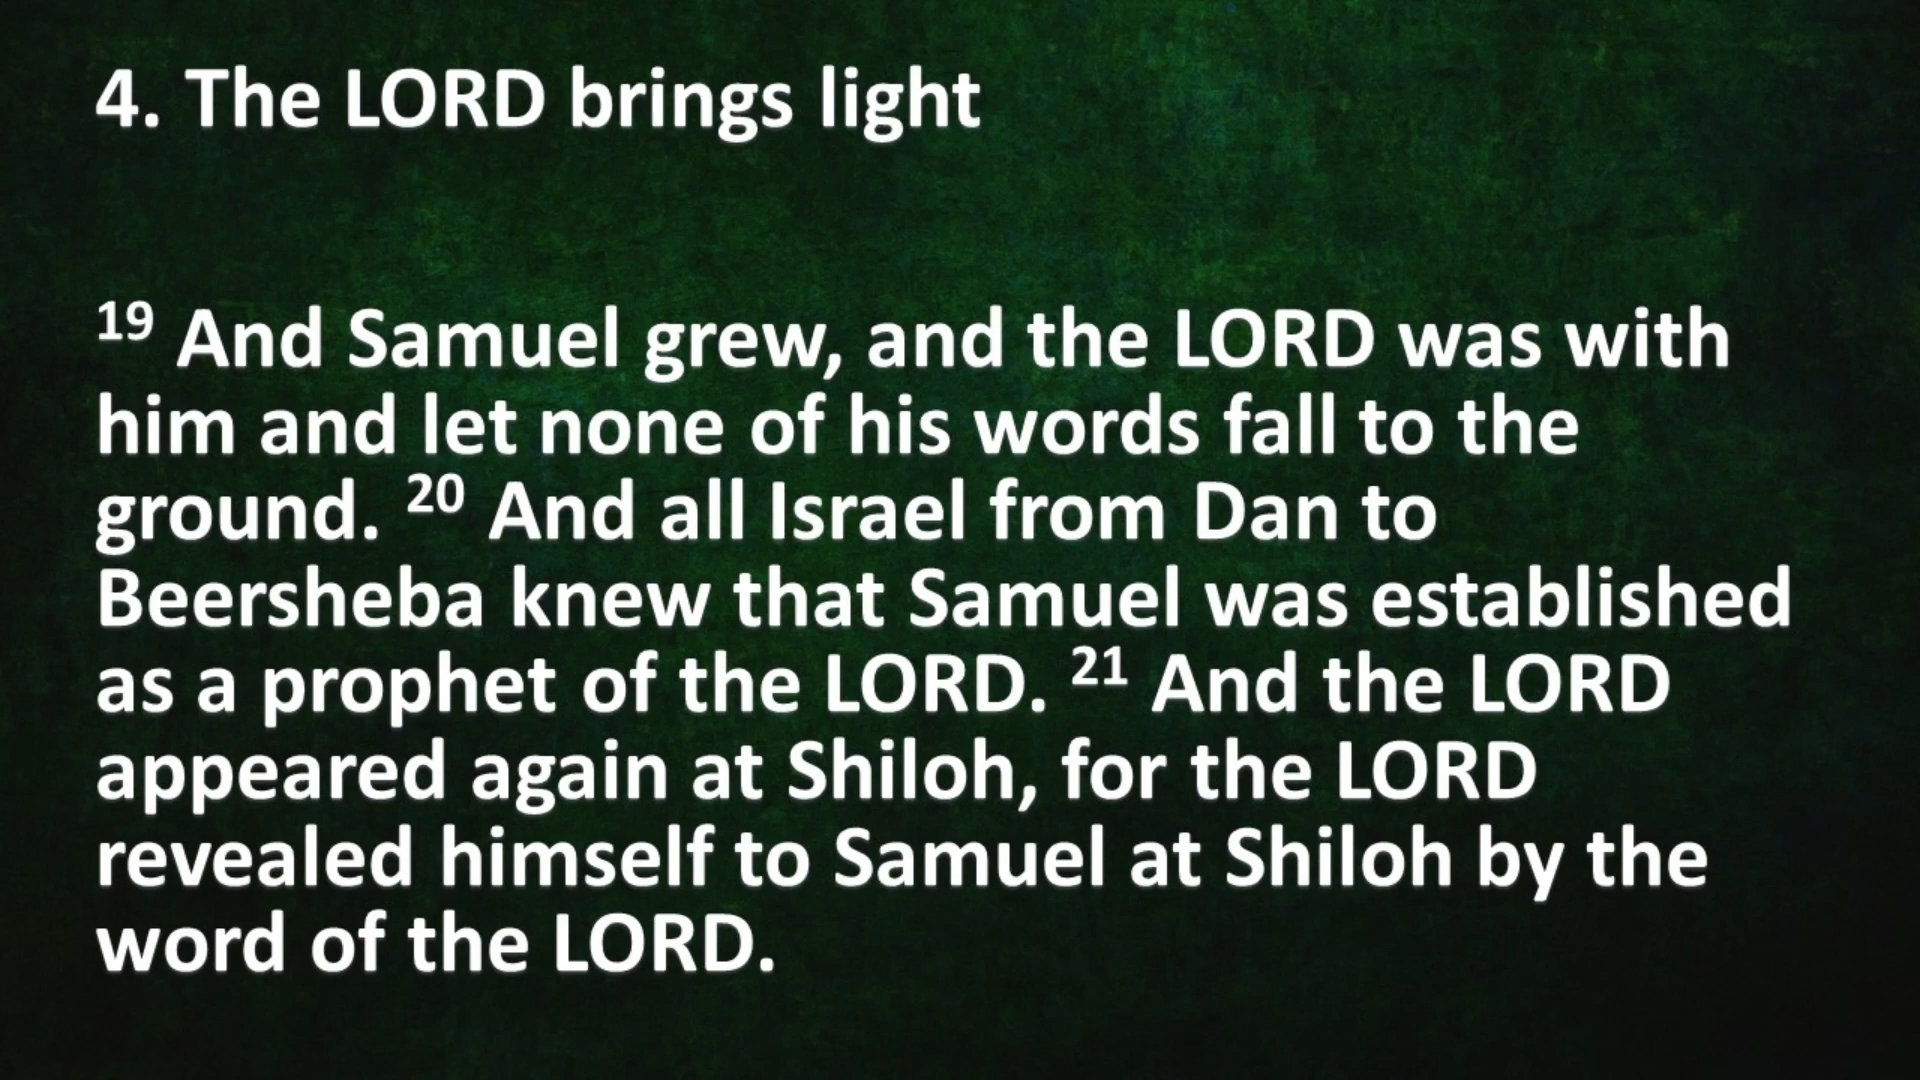 4. The LORD brings light
19 And Samuel grew, and the LORD was with
him and let none of his words fall to the
ground. 20 And all Israel from Dan to
Beersheba knew that Samuel was established
as a prophet of the LORD. 21 And the LORD
appeared again at Shiloh, for the LORD
revealed himself to Samuel at Shiloh by the
word of the LORD.